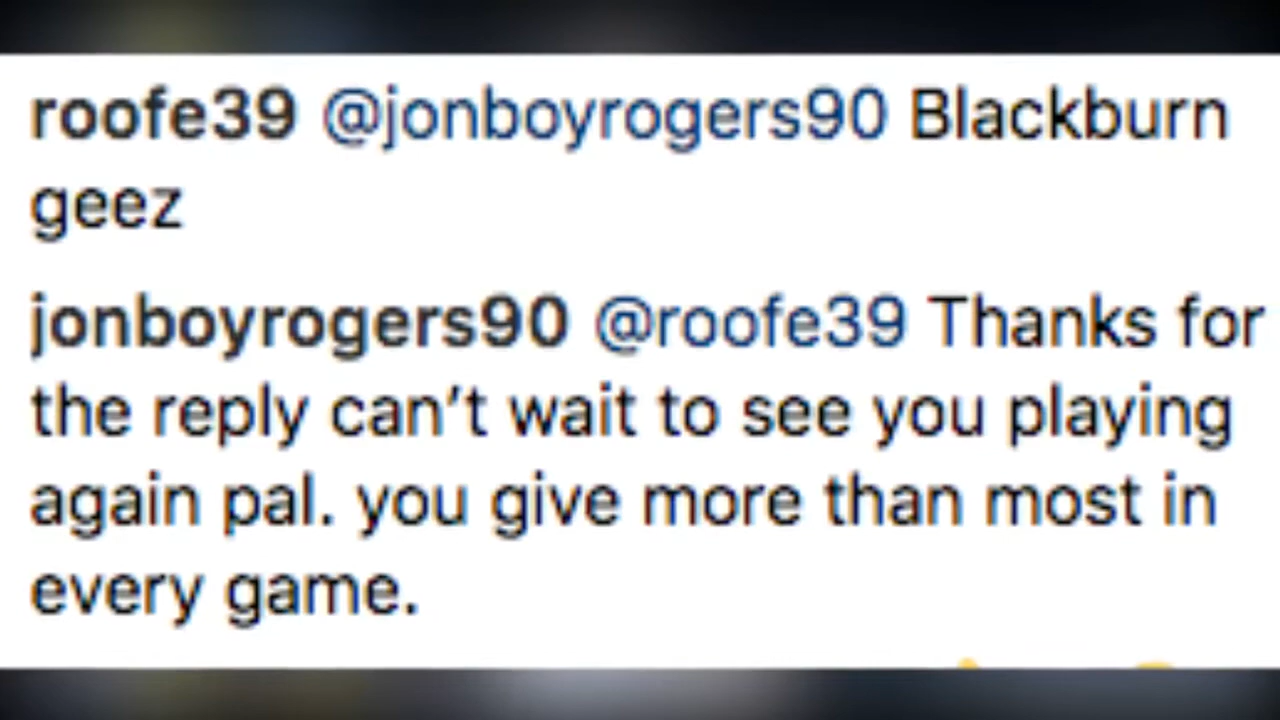 roofe39 @jonboyrogers90 Blackburn
geez
jonboyrogers90 @roofe39 Thanks for
the reply can’t wait to see you playing
again pal. you give more than most in
every game.